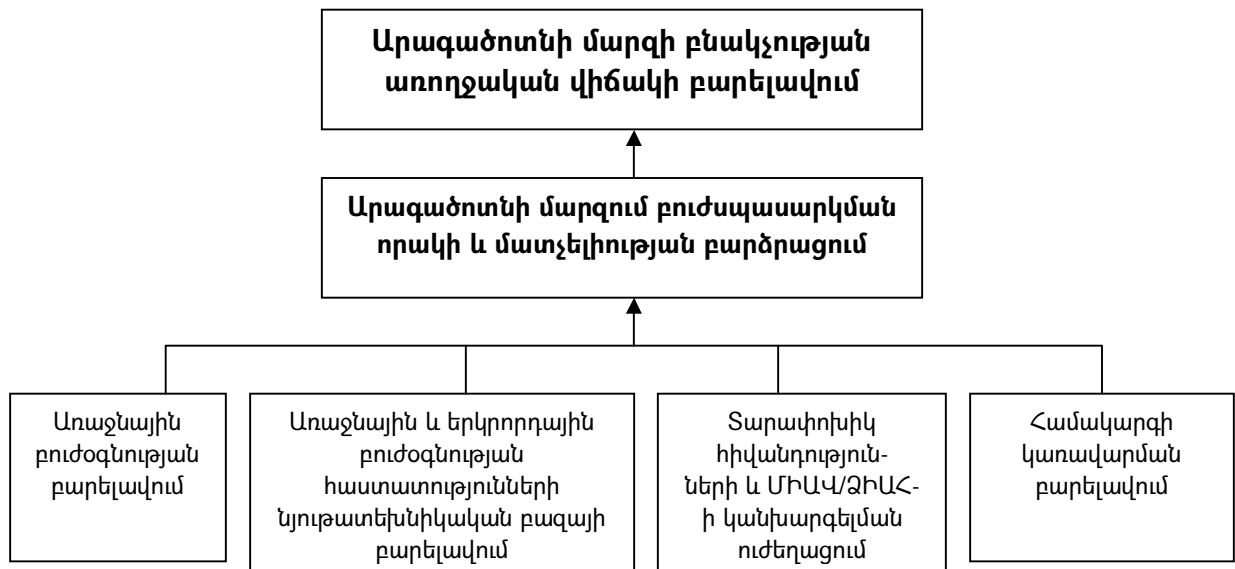 Արագածոտնի մարզի բնակչության
առողջական վիճակի բարելավում
Արագածոտնի մարզում բուժսպասարկման
որակի և մատչելիության բարձրացում
Առաջնային
բուժօգնության
բարելավում
Առաջնային և երկրորդային
բուժօգնության
հաստատությունների
նյութատեխնիկական բազայի
բարելավում
Տարափոխիկ
հիվանդություն-
ների և ՄԻԱՎ/ՁԻԱՀ-
ի կանխարգելման
ուժեղացում
Համակարգի
կառավարման
բարելավում